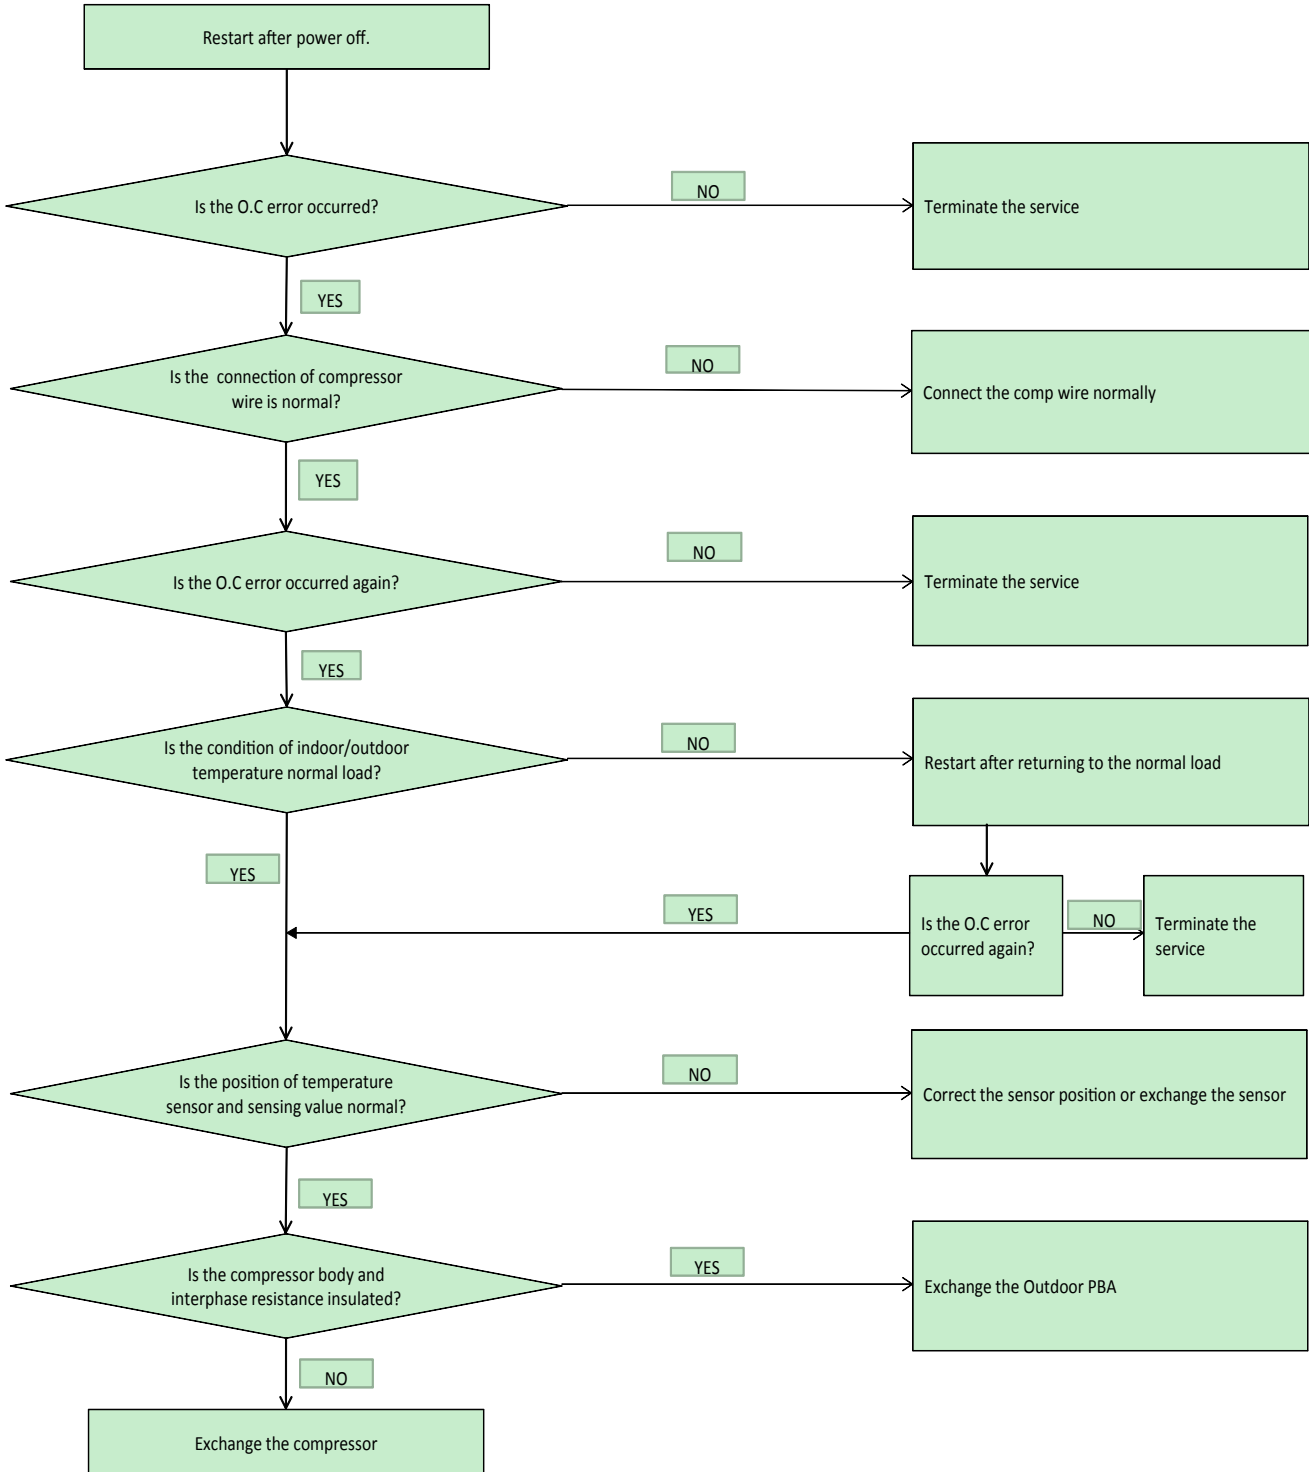 Restart after power off.
Is the O.C error occurred?
NO
Terminate the service
YES
Is the  connection of compressor
wire is normal?
NO
Connect the comp wire normally
YES
Is the O.C error occurred again?
NO
Terminate the service
YES
Is the condition of indoor/outdoor
temperature normal load?
NO
Restart after returning to the normal load
YES
YES
Is the O.C error
occurred again?
NO
Terminate the
service
Is the position of temperature
sensor and sensing value normal?
NO
Correct the sensor position or exchange the sensor
YES
Is the compressor body and
interphase resistance insulated?
YES
Exchange the Outdoor PBA
NO
Exchange the compressor